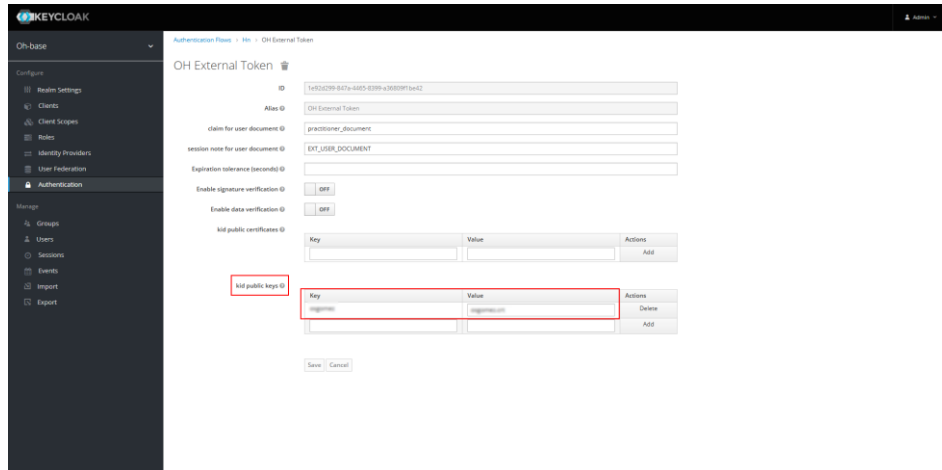 KEYCLOAK
Admin
Oh-base
Configure
Realm Settings
Clients
Client Scopes
Roles
Identity Providers
User Federation
Authentication
Manage
Groups
Users
Sessions
Events
Import
Export
Authentication Flows > Hn > OH External Token
OH External Token
ID
Alias
OH External Token
claim for user document
practitioner_document
session note for user document
EXT_USER_DOCUMENT
Expiration tolerance (seconds)
Enable signature verification
OFF
Enable data verification
OFF
kid public certificates
Key Value Actions
Add
kid public keys
Key Value Actions
Delete
Add
Save Cancel